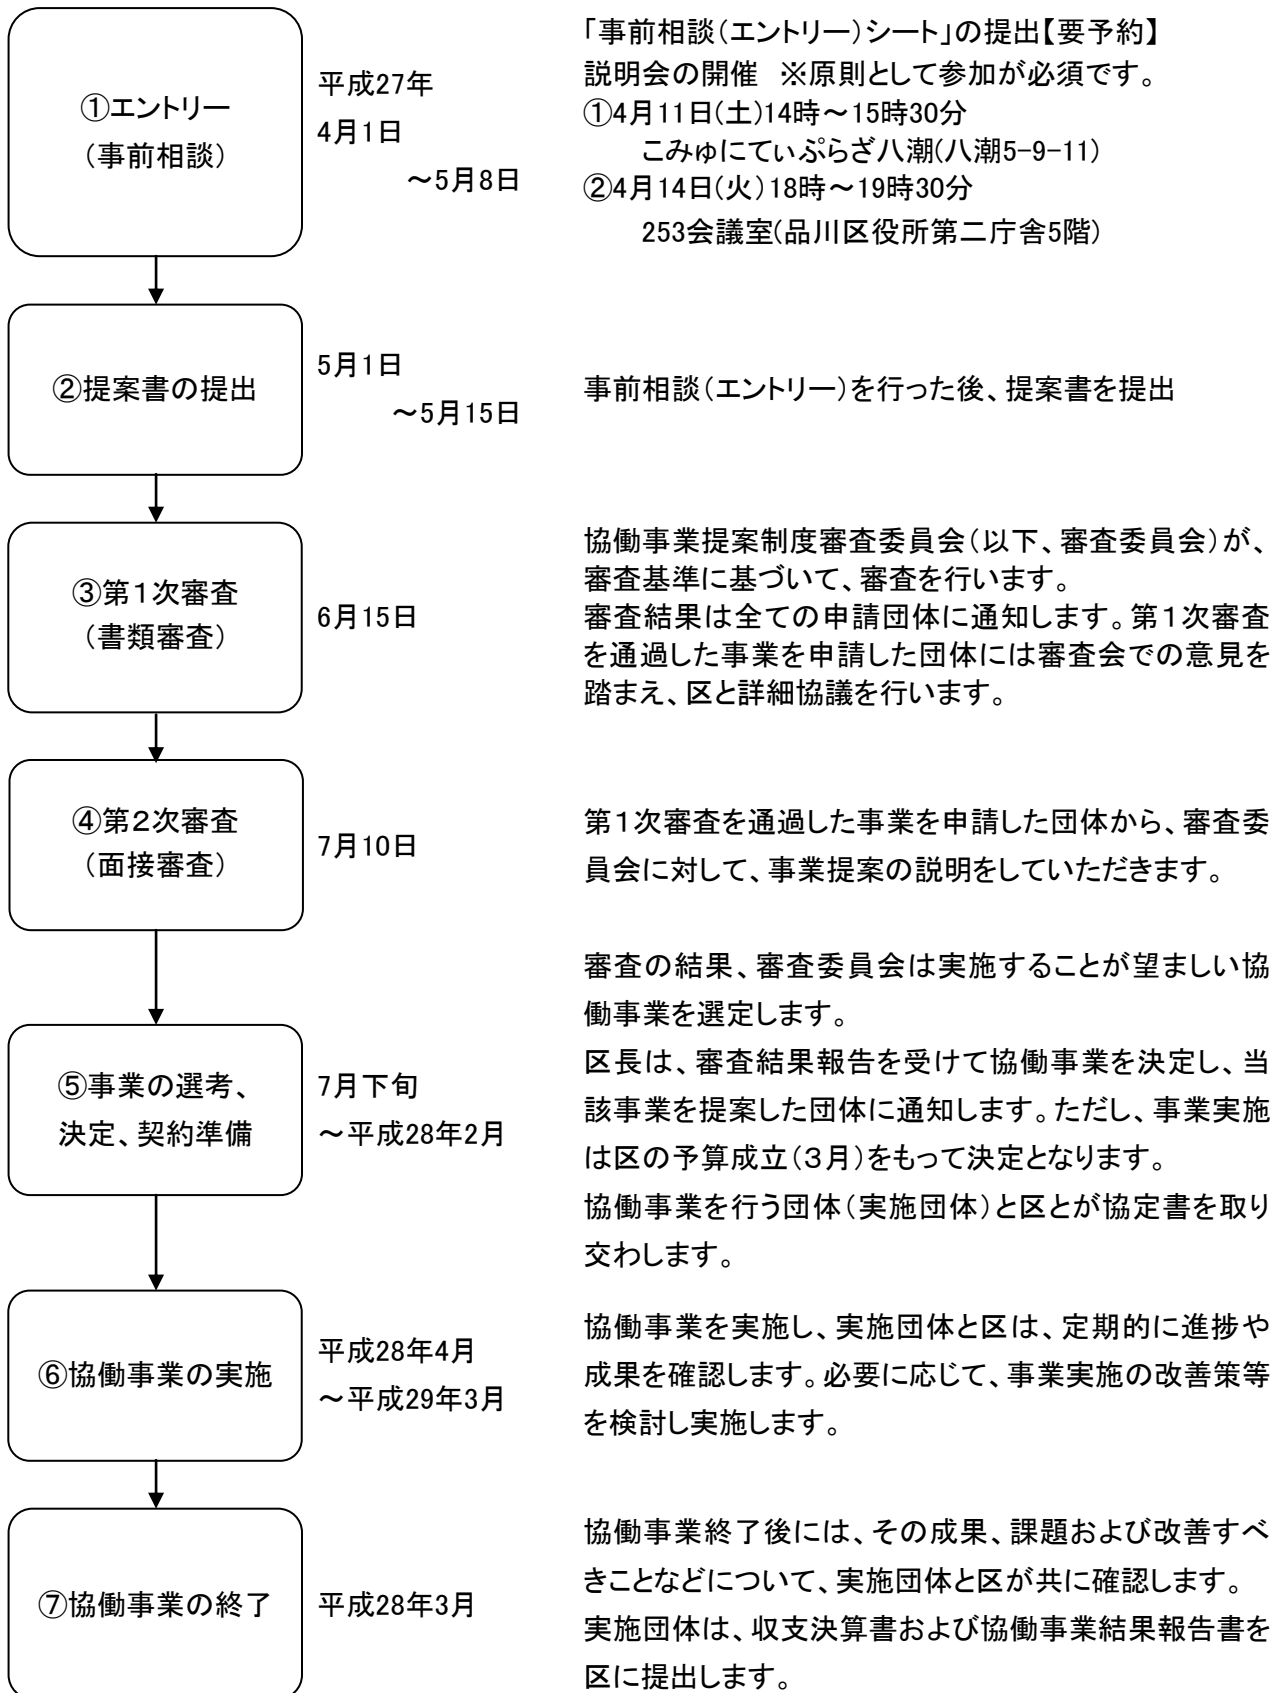 ①エントリー
（事前相談）
平成27年
4月1日
～5月8日
「事前相談（エントリー）シート」の提出【要予約】
説明会の開催　※原則として参加が必須です。
①4月11日(土)14時～15時30分
こみゅにてぃぷらざ八潮(八潮5-9-11)
②4月14日(火)18時～19時30分
253会議室(品川区役所第二庁舎5階)
②提案書の提出
5月1日
～5月15日
事前相談（エントリー）を行った後、提案書を提出
③第１次審査
（書類審査）
6月15日
協働事業提案制度審査委員会（以下、審査委員会）が、
審査基準に基づいて、審査を行います。
審査結果は全ての申請団体に通知します。第１次審査
を通過した事業を申請した団体には審査会での意見を
踏まえ、区と詳細協議を行います。
④第２次審査
（面接審査）
7月10日
第１次審査を通過した事業を申請した団体から、審査委
員会に対して、事業提案の説明をしていただきます。
⑤事業の選考、
決定、契約準備
7月下旬
～平成28年2月
審査の結果、審査委員会は実施することが望ましい協
働事業を選定します。
区長は、審査結果報告を受けて協働事業を決定し、当
該事業を提案した団体に通知します。ただし、事業実施
は区の予算成立（３月）をもって決定となります。
協働事業を行う団体（実施団体）と区とが協定書を取り
交わします。
⑥協働事業の実施
平成28年4月
～平成29年3月
協働事業を実施し、実施団体と区は、定期的に進捗や
成果を確認します。必要に応じて、事業実施の改善策等
を検討し実施します。
⑦協働事業の終了
平成28年3月
協働事業終了後には、その成果、課題および改善すべ
きことなどについて、実施団体と区が共に確認します。
実施団体は、収支決算書および協働事業結果報告書を
区に提出します。